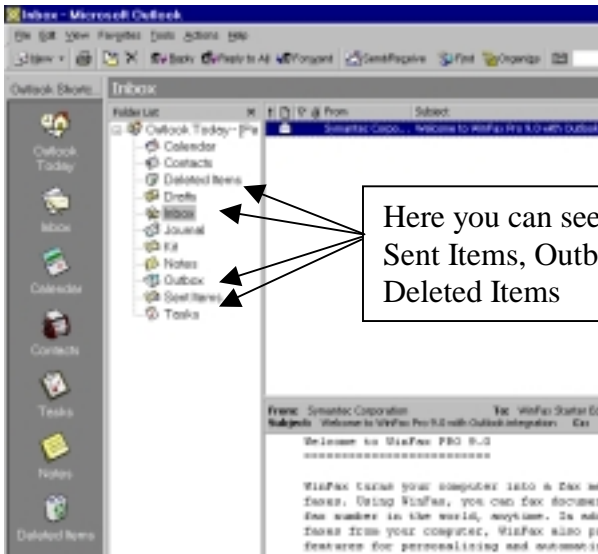 Inbox - Microsoft Outlook
File Edit View Favorites Tools Actions Help
New Reply Reply to All Forward Send/Receive Find Organize
Outlook Shortc...
Inbox
Folder List
From Subject
Outlook Today - [Pe
Symantec Corpo... Welcome to WinFax Pro 9.0 with Outlook
Calendar
Contacts
Deleted Items
Drafts
Inbox
Journal
Kit
Notes
Outbox
Sent Items
Tasks
Outlook
Today
Inbox
Calendar
Contacts
Tasks
Notes
Deleted Items
Here you can see
Sent Items, Outb
Deleted Items
From: Symantec Corporation To: WinFax Starter Ed
Subject: Welcome to WinFax Pro 9.0 with Outlook integration Cc:
Welcome to WinFax PRO 9.0
WinFax turns your computer into a fax ma
faxes. Using WinFax, you can fax documen
fax number in the world, anytime. In add
faxes from your computer, WinFax also pr
features for personalizing and automatin